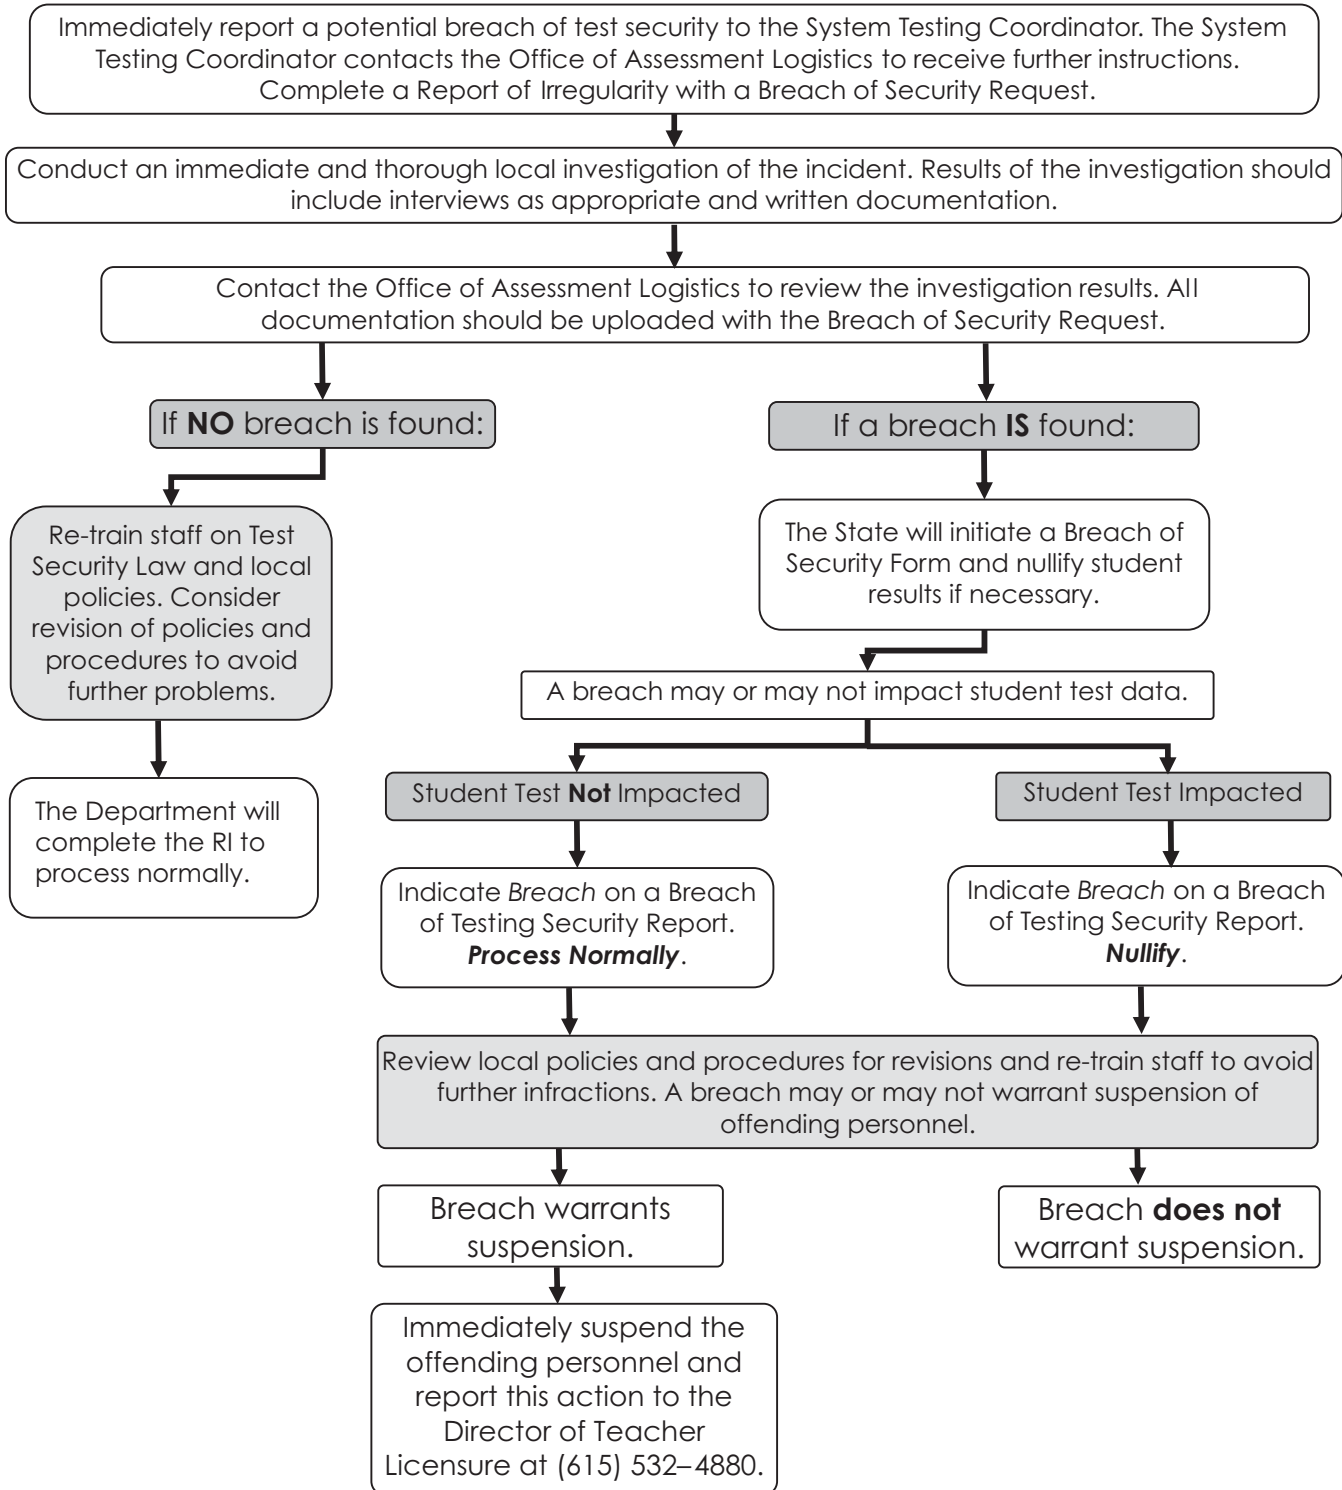 Immediately report a potential breach of test security to the System Testing Coordinator. The System
Testing Coordinator contacts the Office of Assessment Logistics to receive further instructions.
Complete a Report of Irregularity with a Breach of Security Request.
Conduct an immediate and thorough local investigation of the incident. Results of the investigation should
include interviews as appropriate and written documentation.
Contact the Office of Assessment Logistics to review the investigation results. All
documentation should be uploaded with the Breach of Security Request.
If NO breach is found:
Re-train staff on Test
Security Law and local
policies. Consider
revision of policies and
procedures to avoid
further problems.
The Department will
complete the RI to
process normally.
If a breach IS found:
The State will initiate a Breach of
Security Form and nullify student
results if necessary.
A breach may or may not impact student test data.
Student Test Not Impacted
Indicate Breach on a Breach
of Testing Security Report.
Process Normally.
Student Test Impacted
Indicate Breach on a Breach
of Testing Security Report.
Nullify.
Review local policies and procedures for revisions and re-train staff to avoid
further infractions. A breach may or may not warrant suspension of
offending personnel.
Breach warrants
suspension.
Immediately suspend the
offending personnel and
report this action to the
Director of Teacher
Licensure at (615) 532–4880.
Breach does not
warrant suspension.